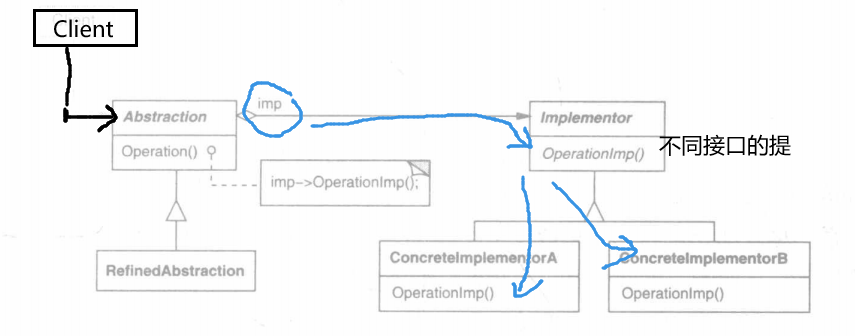 Client
imp
Abstraction
Implementor
Operation()
OperationImp()
不同接口的提
imp->OperationImp();
RefinedAbstraction
ConcreteImplementorA
ConcreteImplementorB
OperationImp()
OperationImp()